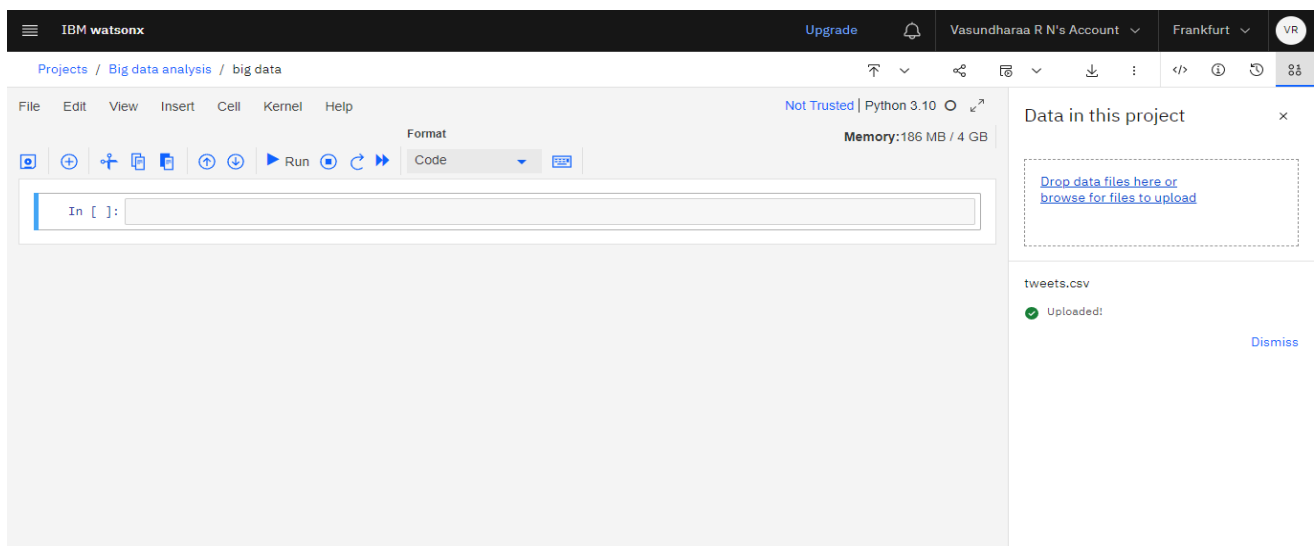 IBM watsonx Upgrade Vasundharaa R N's Account Frankfurt VR
Projects / Big data analysis / big data
File Edit View Insert Cell Kernel Help Not Trusted | Python 3.10
Data in this project
Format
Memory:186 MB / 4 GB
Run Code
Drop data files here or
browse for files to upload
In [ ]:
tweets.csv
Uploaded!
Dismiss